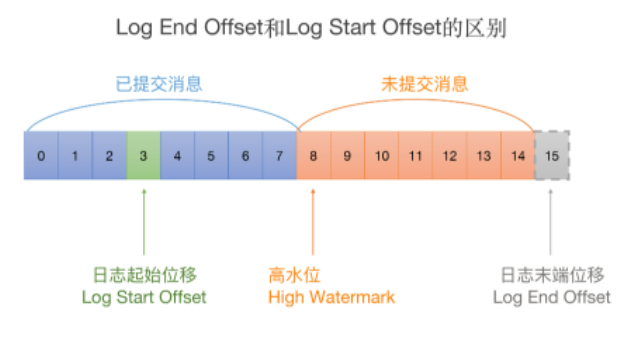 Log End Offset和Log Start Offset的区别
已提交消息 未提交消息
0 1 2 3 4 5 6 7 8 9 10 11 12 13 14 15
日志起始位移 高水位 日志末端位移
Log Start Offset High Watermark Log End Offset